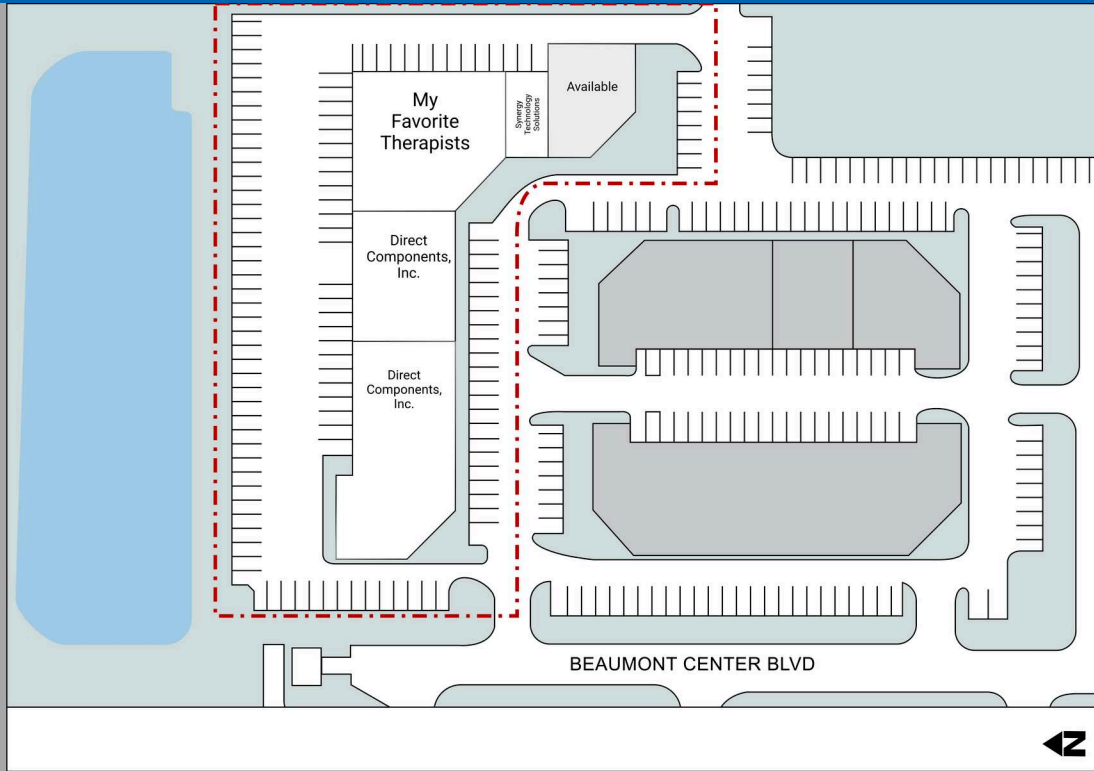 My
Favorite
Therapists
Synergy
Technology
Solutions
Available
Direct
Components,
Inc.
Direct
Components,
Inc.
BEAUMONT CENTER BLVD
N